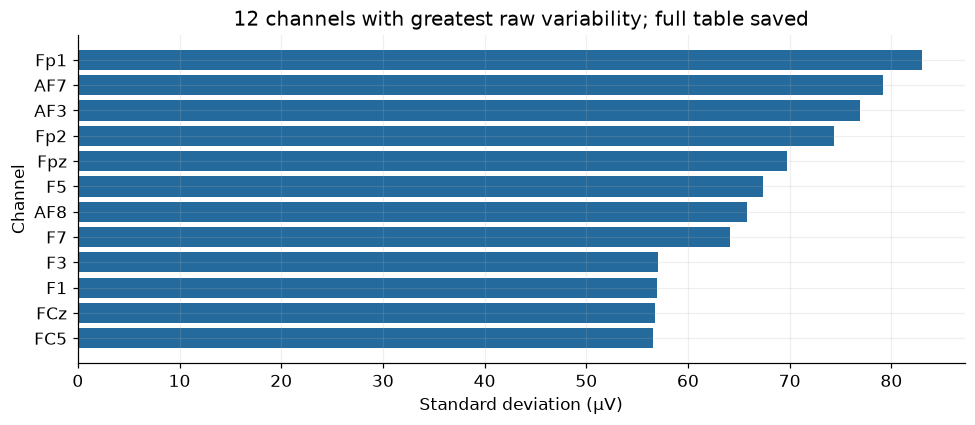 12 channels with greatest raw variability; full table saved
Channel
Fp1
AF7
AF3
Fp2
Fpz
F5
AF8
F7
F3
F1
FCz
FC5
0 10 20 30 40 50 60 70 80
Standard deviation (µV)